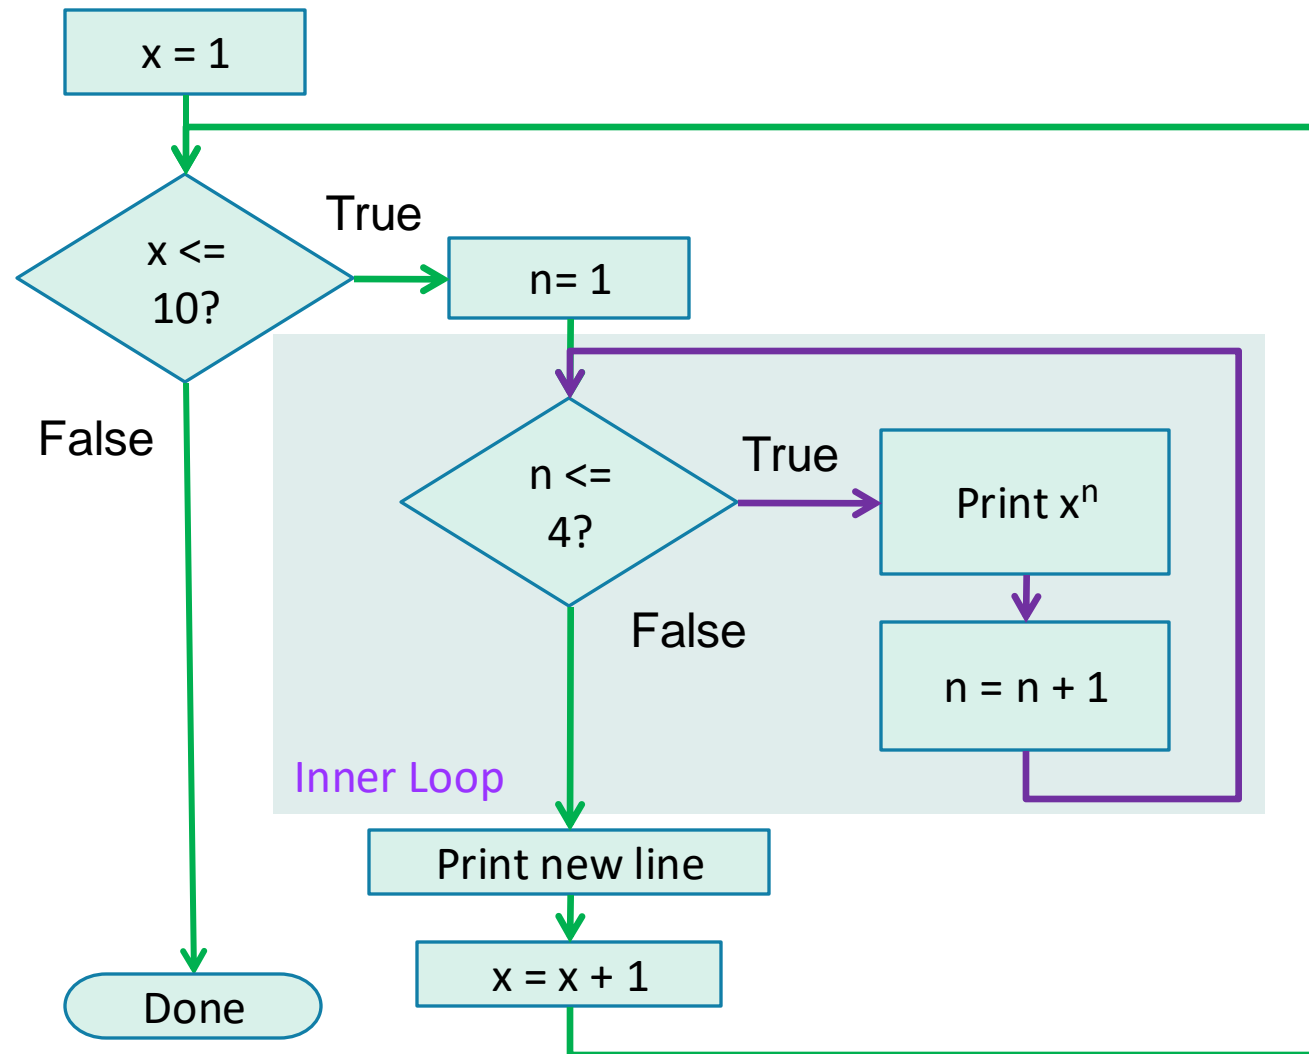 x = 1
True
x <=
10?
n= 1
False
n <=
4?
True
Print xⁿ
False
n = n + 1
Inner Loop
Print new line
x = x + 1
Done